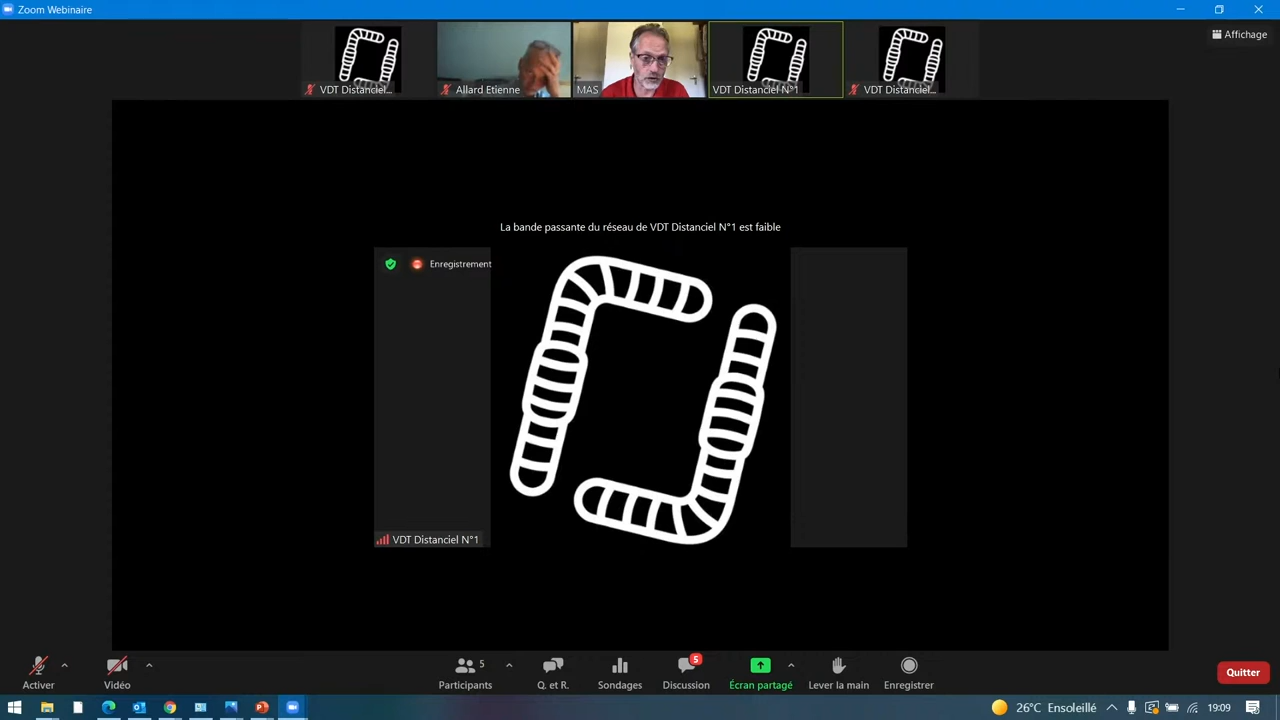 Zoom Webinaire
Affichage
VDT Distanciel...
Allard Etienne
MAS
VDT Distanciel N°1
VDT Distanciel...
La bande passante du réseau de VDT Distanciel N°1 est faible
Enregistrement
VDT Distanciel N°1
Activer
Vidéo
Participants
5
Q. et R.
Sondages
Discussion
5
Écran partagé
Lever la main
Enregistrer
Quitter
26°C Ensoleillé
19:09